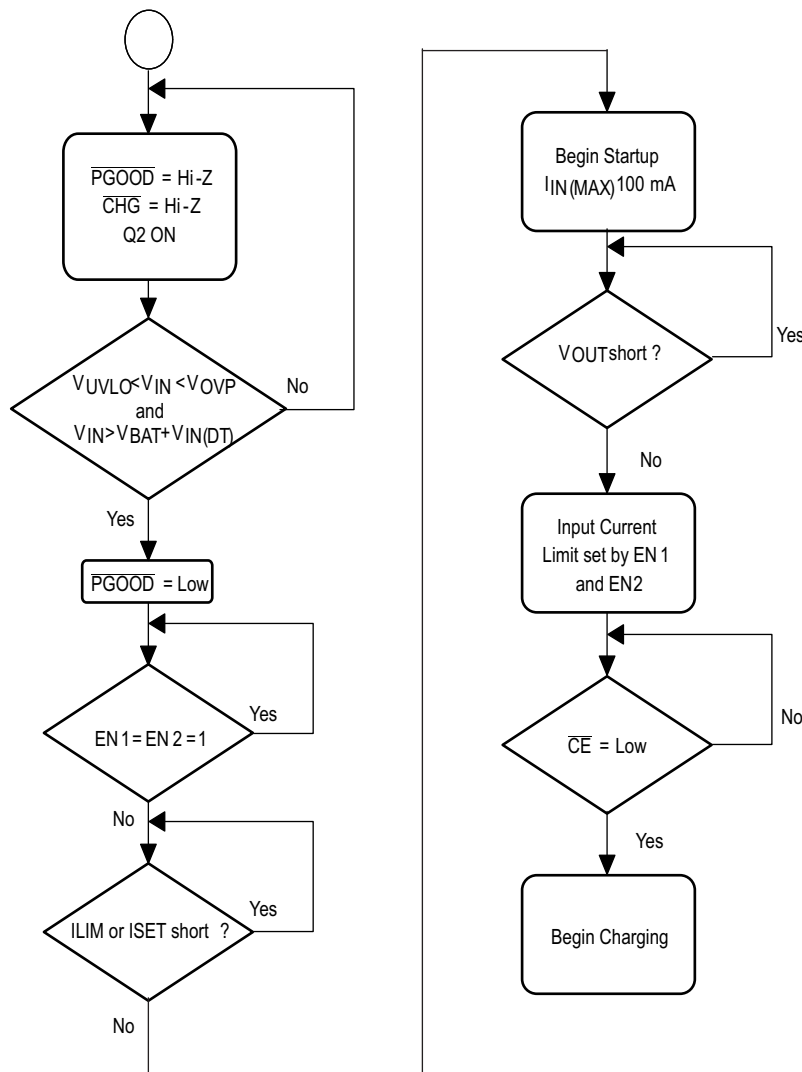 PGOOD = Hi-Z
CHG = Hi-Z
Q2 ON
VUVLO<VIN <VOVP
and
VIN>VBAT+VIN(DT)
No
Yes
PGOOD = Low
EN 1 = EN 2 = 1
Yes
No
ILIM or ISET short ?
Yes
No
Begin Startup
IIN(MAX) 100 mA
VOUT short ?
Yes
No
Input Current
Limit set by EN 1
and EN2
CE = Low
No
Yes
Begin Charging